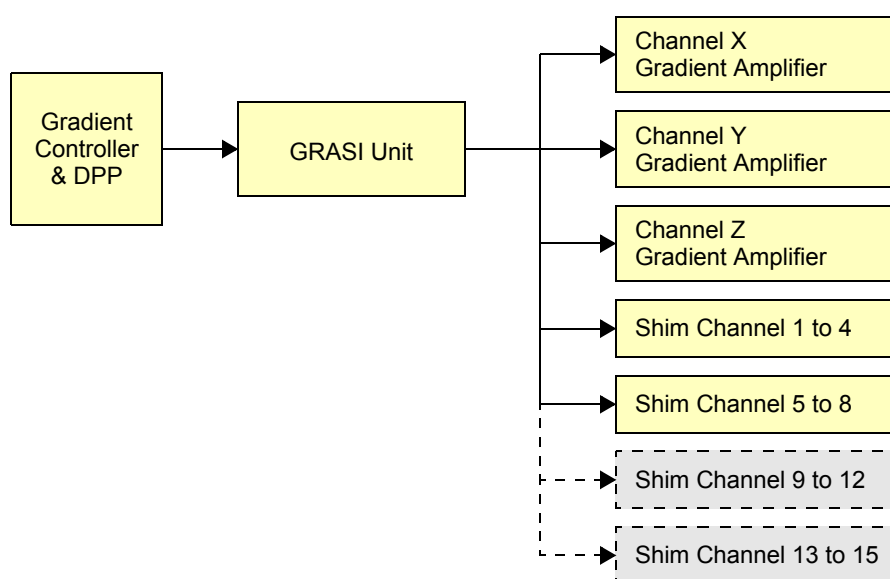 Gradient
Controller
& DPP
GRASI Unit
Channel X
Gradient Amplifier
Channel Y
Gradient Amplifier
Channel Z
Gradient Amplifier
Shim Channel 1 to 4
Shim Channel 5 to 8
Shim Channel 9 to 12
Shim Channel 13 to 15